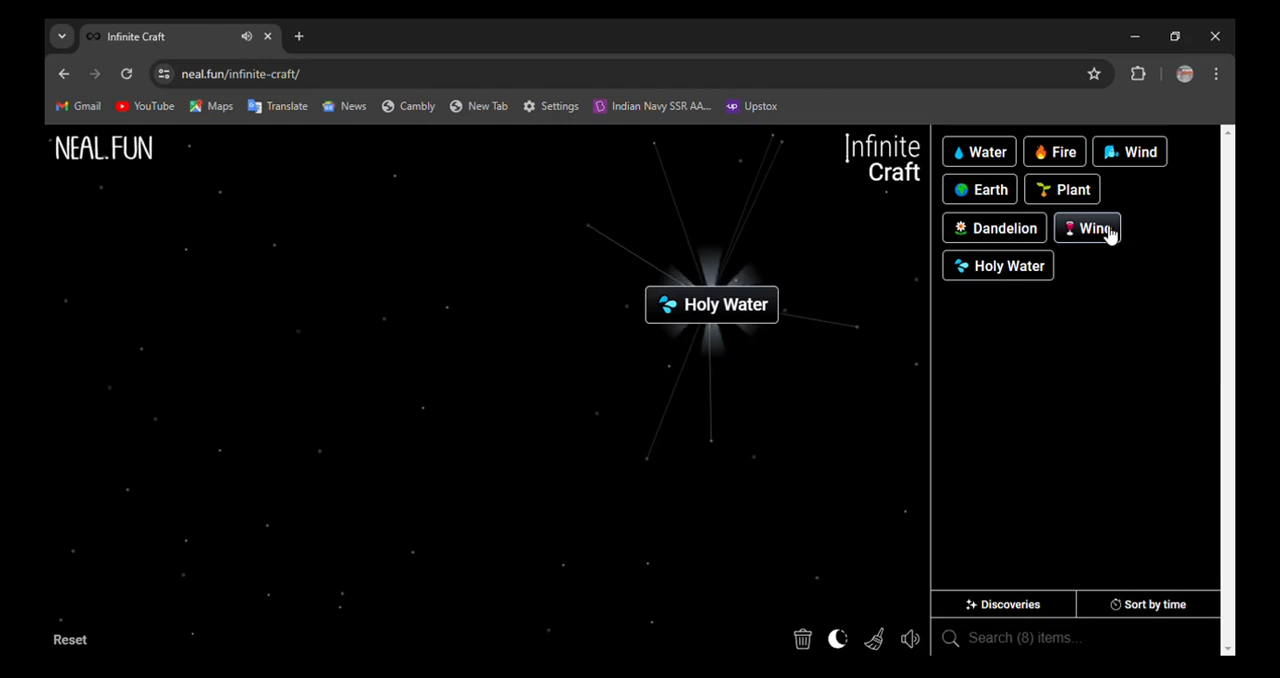 Infinite Craft
neal.fun/infinite-craft/
Gmail YouTube Maps Translate News Cambly New Tab Settings Indian Navy SSR AA... Upstox
NEAL.FUN
Infinite
Craft
Water Fire Wind
Earth Plant
Dandelion Wine
Holy Water
Holy Water
Discoveries Sort by time
Reset
Search (8) items...